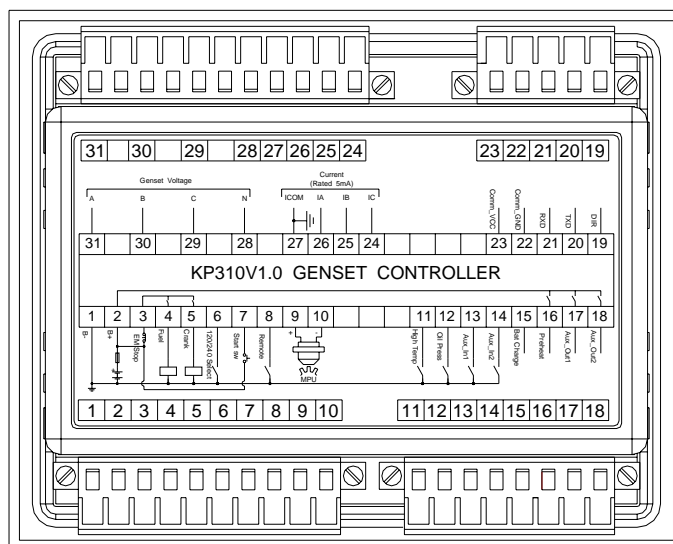 31 30 29 28 27 26 25 24 23 22 21 20 19
Genset Voltage
Current
(Rated 5mA)
A B C N ICOM IA IB IC
Comm_VCC
Comm_GND
RXD
TXD
DIR
31 30 29 28 27 26 25 24 23 22 21 20 19
KP310V1.0 GENSET CONTROLLER
1 2 3 4 5 6 7 8 9 10 11 12 13 14 15 16 17 18
B-
B+
EM Stop
Fuel
Crank
120/240 Select
Start sw
Remote
+ -
MPU
High Temp
Oil Press
Aux_In1
Aux_In2
Bat Charge
Preheat
Aux_Out1
Aux_Out2
+
1 2 3 4 5 6 7 8 9 10 11 12 13 14 15 16 17 18